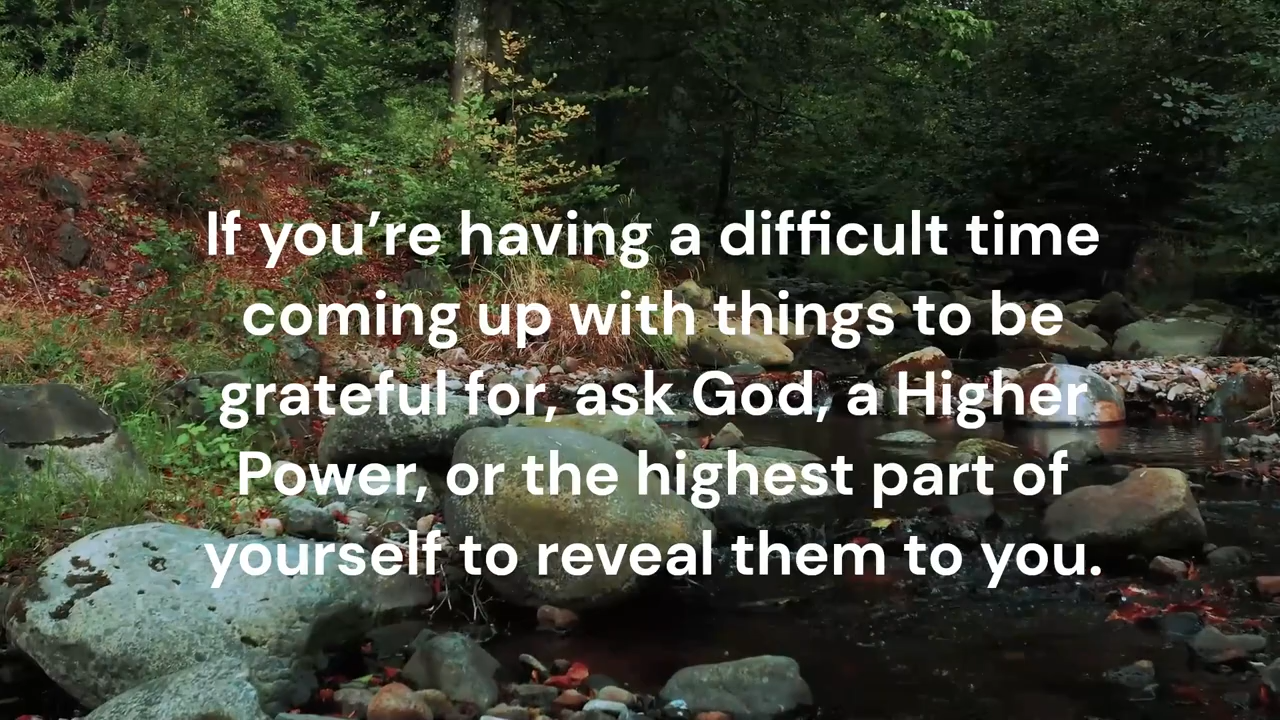 If you’re having a difficult time
coming up with things to be
grateful for, ask God, a Higher
Power, or the highest part of
yourself to reveal them to you.